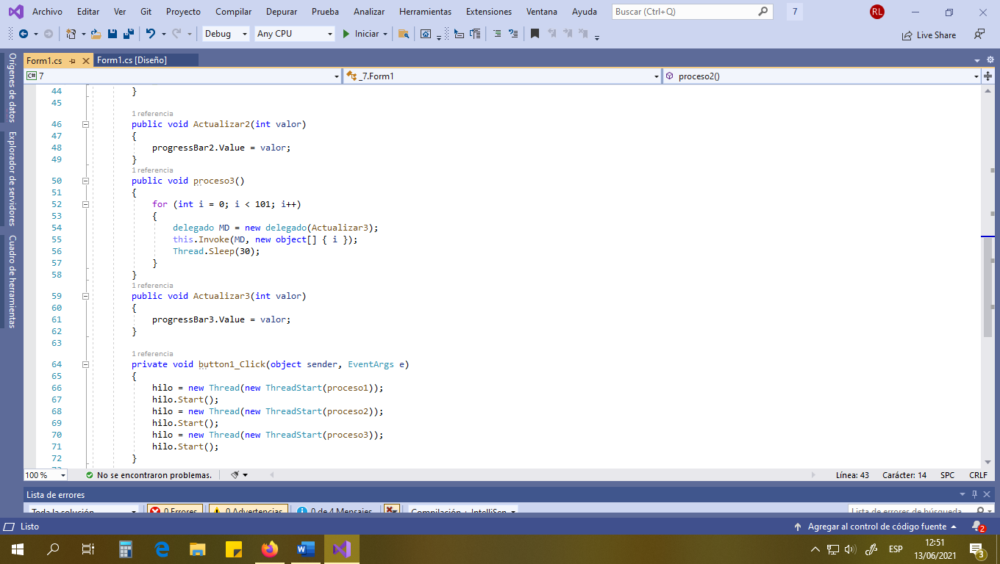 Archivo Editar Ver Git Proyecto Compilar Depurar Prueba Analizar Herramientas Extensiones Ventana Ayuda Buscar (Ctrl+Q) 7 RL
Debug Any CPU Iniciar Live Share
Form1.cs Form1.cs [Diseño]
C# 7 _7.Form1 proceso2()
Orígenes de datos
Explorador de servidores
Cuadro de herramientas
44 }
45
1 referencia
46 public void Actualizar2(int valor)
47 {
48 progressBar2.Value = valor;
49 }
1 referencia
50 public void proceso3()
51 {
52 for (int i = 0; i < 101; i++)
53 {
54 delegado MD = new delegado(Actualizar3);
55 this.Invoke(MD, new object[] { i });
56 Thread.Sleep(30);
57 }
58 }
1 referencia
59 public void Actualizar3(int valor)
60 {
61 progressBar3.Value = valor;
62 }
63
1 referencia
64 private void button1_Click(object sender, EventArgs e)
65 {
66 hilo = new Thread(new ThreadStart(proceso1));
67 hilo.Start();
68 hilo = new Thread(new ThreadStart(proceso2));
69 hilo.Start();
70 hilo = new Thread(new ThreadStart(proceso3));
71 hilo.Start();
72 }
100 % No se encontraron problemas. Línea: 43 Carácter: 14 SPC CRLF
Lista de errores
Toda la solución 0 Errores 0 Advertencias 0 de 4 Mensajes Compilación + IntelliSen Lista de errores de búsqueda
Listo Agregar al control de código fuente 2
ESP 12:51
13/06/2021 3